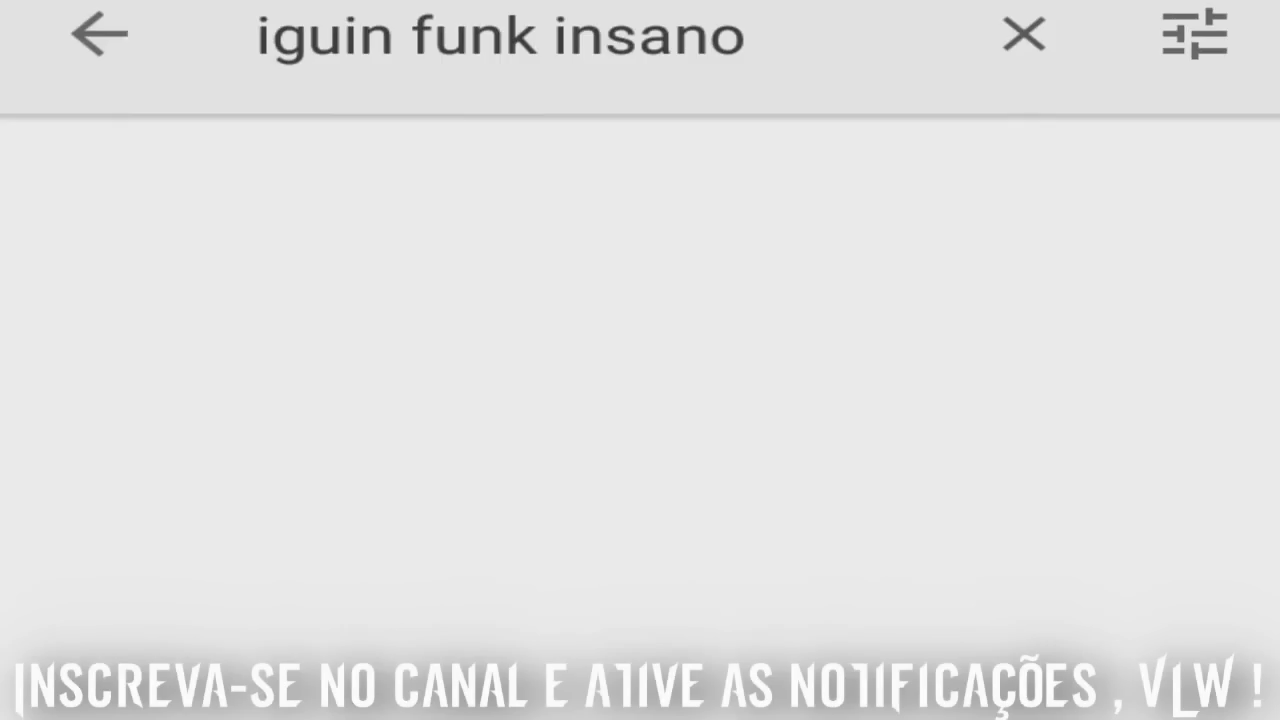 iguin funk insano
INSCREVA-SE NO CANAL E ATIVE AS NOTIFICAÇÕES , VLW !